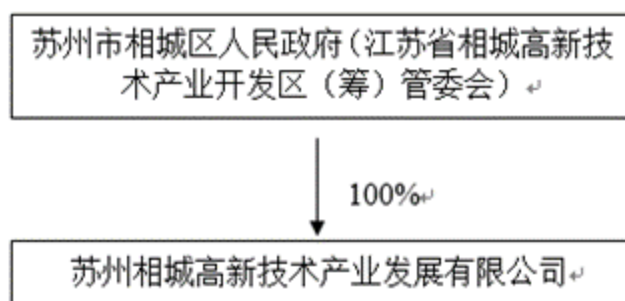 苏州市相城区人民政府（江苏省相城高新技
术产业开发区（筹）管委会）
100%
苏州相城高新技术产业发展有限公司